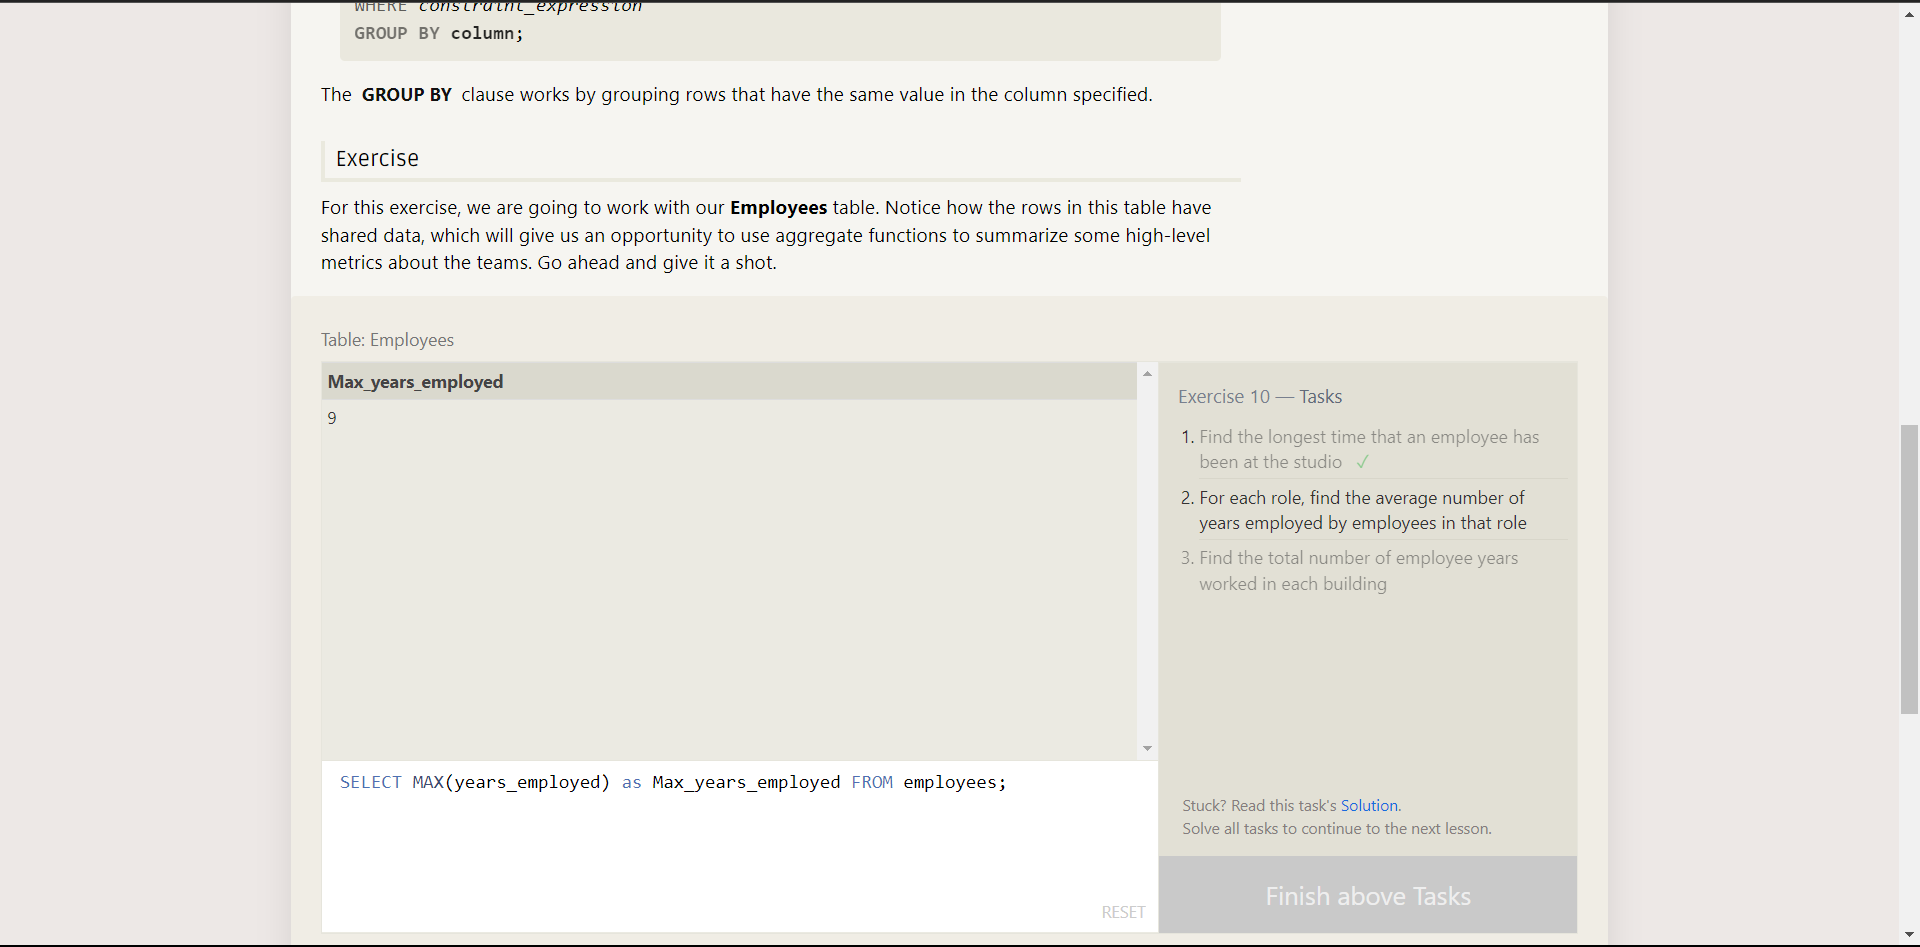 WHERE constraint_expression
GROUP BY column;
The GROUP BY clause works by grouping rows that have the same value in the column specified.
Exercise
For this exercise, we are going to work with our Employees table. Notice how the rows in this table have
shared data, which will give us an opportunity to use aggregate functions to summarize some high-level
metrics about the teams. Go ahead and give it a shot.
Table: Employees
Max_years_employed
9
SELECT MAX(years_employed) as Max_years_employed FROM employees;
RESET
Exercise 10 — Tasks
1. Find the longest time that an employee has
been at the studio ✓
2. For each role, find the average number of
years employed by employees in that role
3. Find the total number of employee years
worked in each building
Stuck? Read this task's Solution.
Solve all tasks to continue to the next lesson.
Finish above Tasks